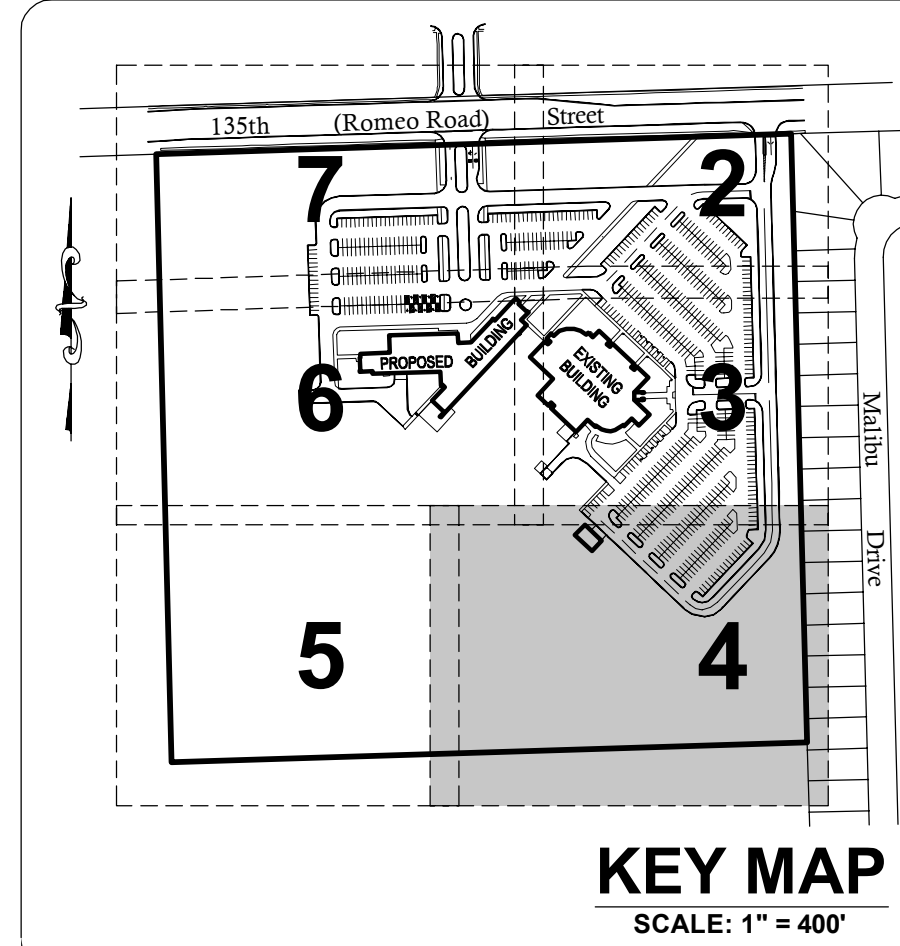 135th (Romeo Road) Street
7
2
PROPOSED BUILDING
EXISTING
BUILDING
6
3
Malibu Drive
5
4
KEY MAP
SCALE: 1" = 400'